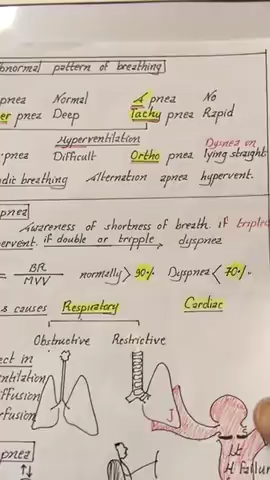 bnormal pattern of breathing
pnea Normal A pnea No
er pnea Deep Tachy pnea Rapid
Hyperventilation Dysnea on
pnea Difficult Ortho pnea lying straight
odic breathing Alternation apnea hypervent.
pnea
Awareness of shortness of breath. if triple
pervent. if double or tripple → dyspnea
= BR / MVV normally > 90% Dyspnea < 70%
s causes Respiratory Cardiac
Obstructive Restrictive
ect in
ntilation
ffusion
rfusion
Lt
H failur
pnea